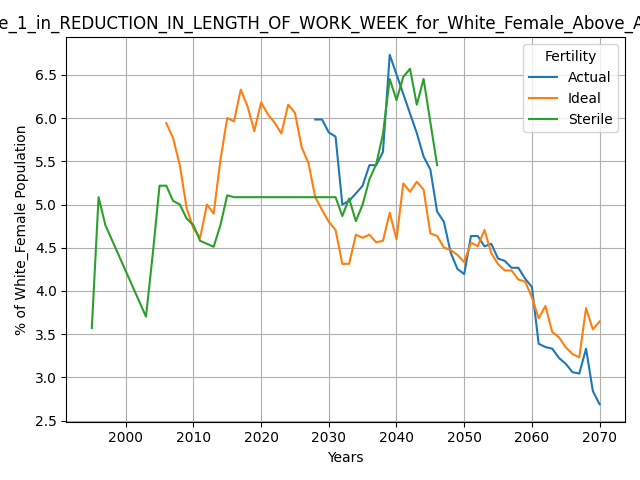 e_1_in_REDUCTION_IN_LENGTH_OF_WORK_WEEK_for_White_Female_Above_A
Fertility
Actual
Ideal
Sterile
% of White_Female Population
6.5
6.0
5.5
5.0
4.5
4.0
3.5
3.0
2.5
2000 2010 2020 2030 2040 2050 2060 2070
Years